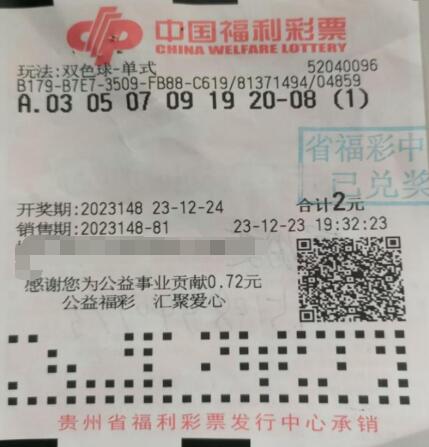 中国福利彩票
CHINA WELFARE LOTTERY
玩法:双色球-单式 52040096
B179-B7E7-3509-FB88-C619/81371494/04859
A.03 05 07 09 19 20-08 (1)
省福彩中
已兑奖
开奖期:2023148 23-12-24 合计2元
销售期:2023148-81 23-12-23 19:32:23
感谢您为公益事业贡献0.72元
公益福彩 汇聚爱心
贵州省福利彩票发行中心承销